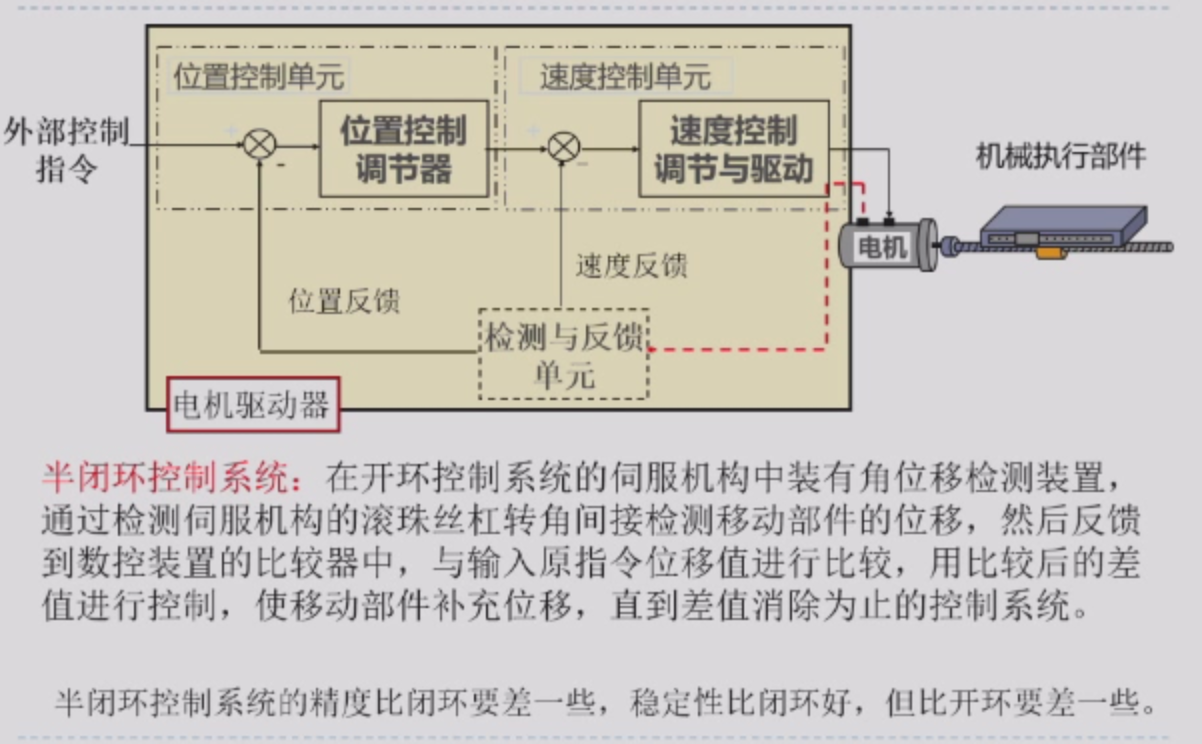 位置控制单元
速度控制单元
外部控制
指令
+
-
位置控制
调节器
+
-
速度控制
调节与驱动
机械执行部件
电机
速度反馈
位置反馈
检测与反馈
单元
电机驱动器
半闭环控制系统：在开环控制系统的伺服机构中装有角位移检测装置，
通过检测伺服机构的滚珠丝杠转角间接检测移动部件的位移，然后反馈
到数控装置的比较器中，与输入原指令位移值进行比较，用比较后的差
值进行控制，使移动部件补充位移，直到差值消除为止的控制系统。
半闭环控制系统的精度比闭环要差一些，稳定性比闭环好，但比开环要差一些。